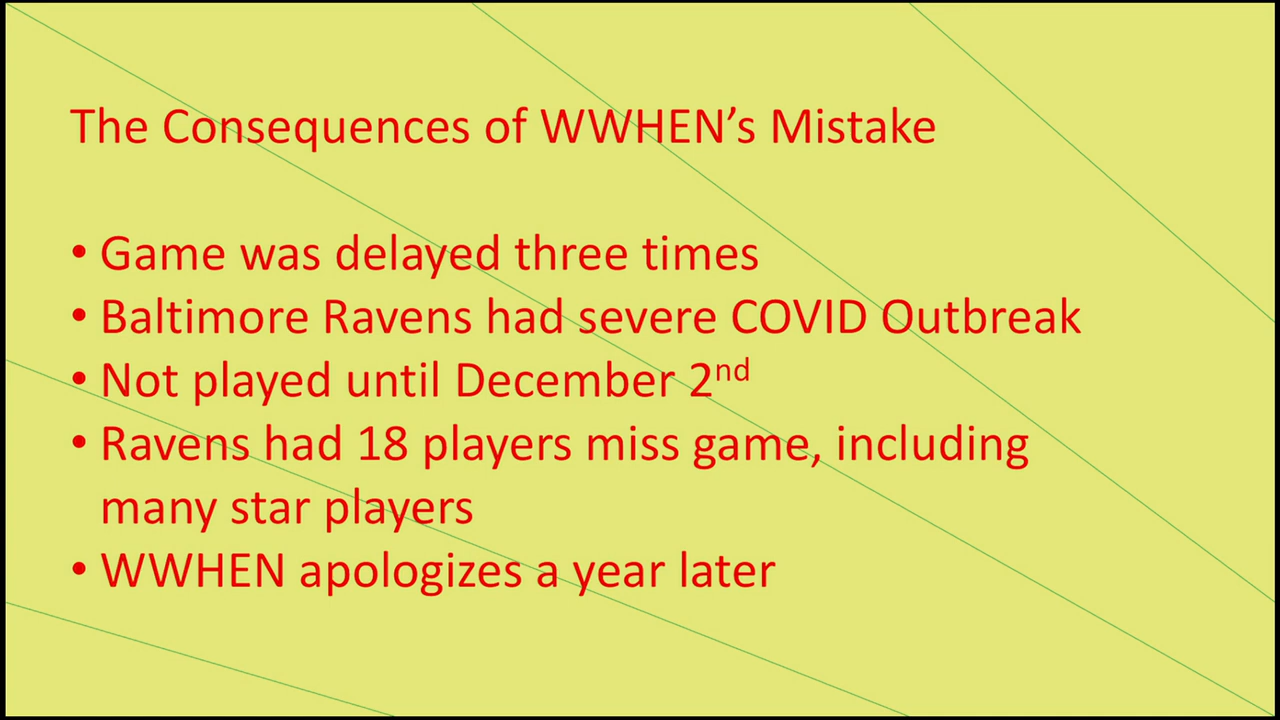 The Consequences of WWHEN’s Mistake
• Game was delayed three times
• Baltimore Ravens had severe COVID Outbreak
• Not played until December 2nd
• Ravens had 18 players miss game, including
many star players
• WWHEN apologizes a year later